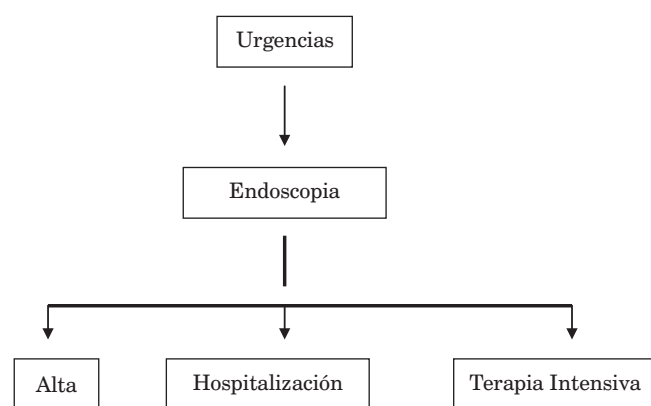 Urgencias
Endoscopia
Alta
Hospitalización
Terapia Intensiva